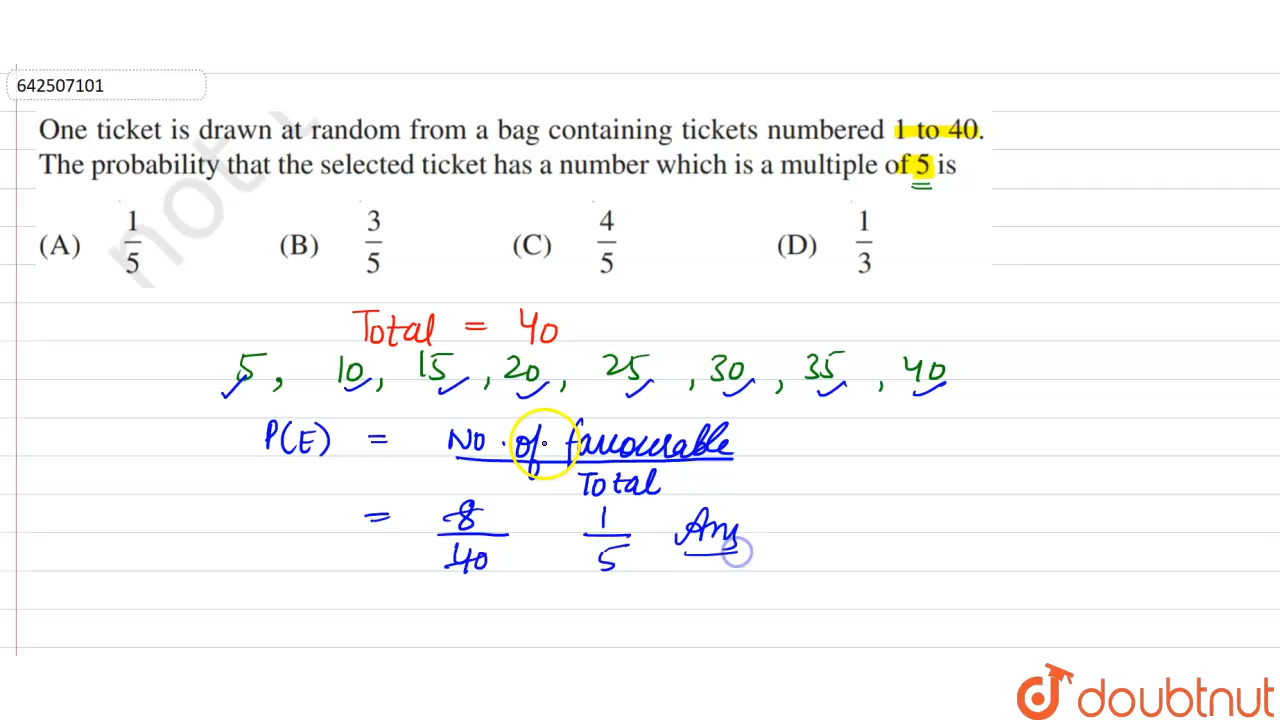 642507101
One ticket is drawn at random from a bag containing tickets numbered 1 to 40.
The probability that the selected ticket has a number which is a multiple of 5 is
(A) 1/5 (B) 3/5 (C) 4/5 (D) 1/3
not t
Total = 40
5, 10, 15, 20, 25, 30, 35, 40
P(E) = No. of favourable
Total
= 8/40 1/5 Ans
doubtnut